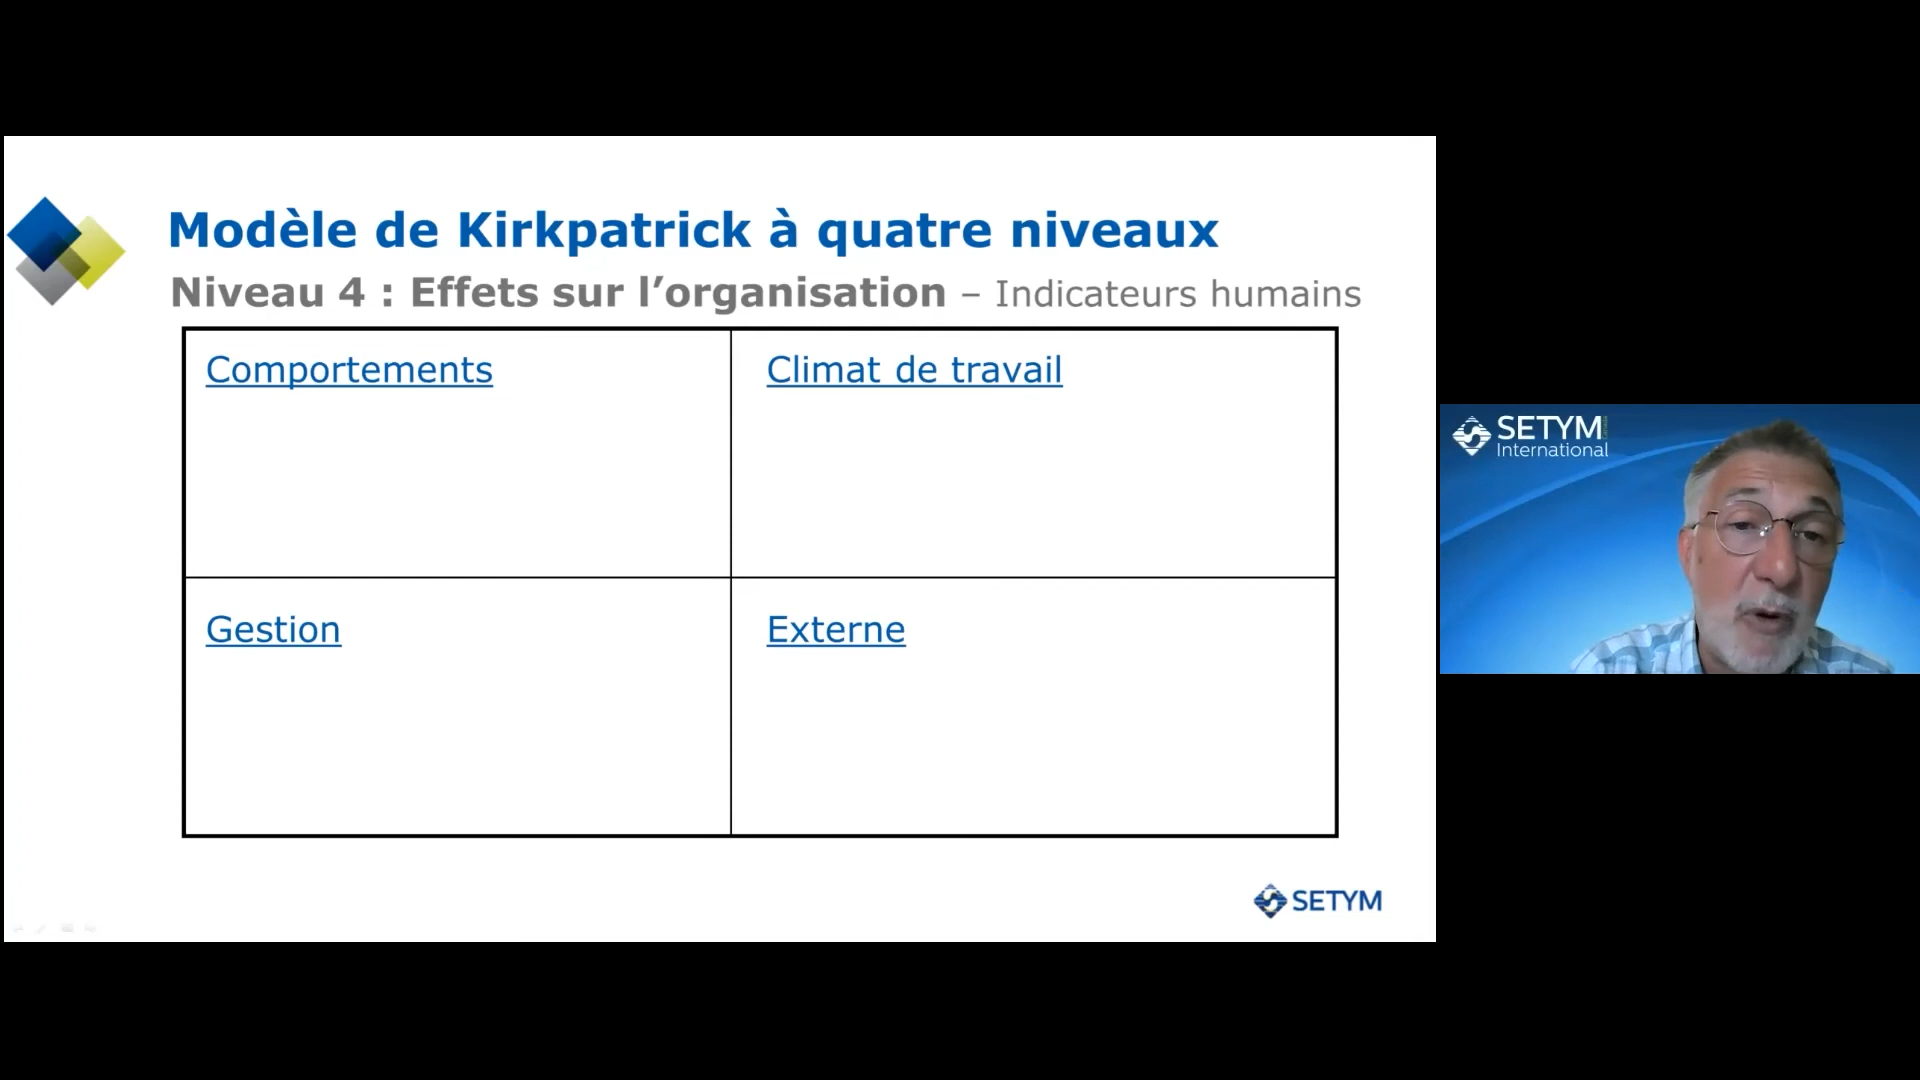 Modèle de Kirkpatrick à quatre niveaux
Niveau 4 : Effets sur l’organisation – Indicateurs humains
Comportements
Climat de travail
Gestion
Externe
SETYM
SETYM
International